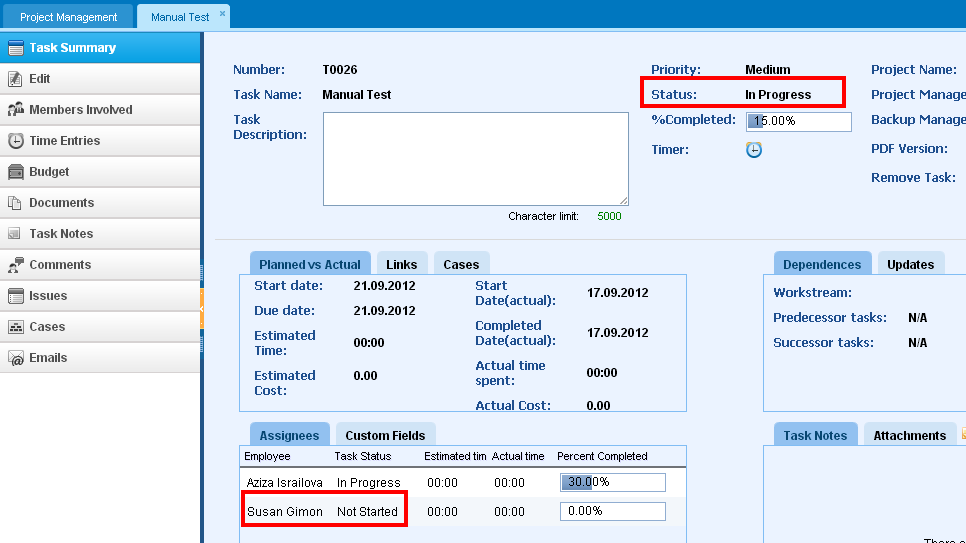 Project Management
Manual Test
Task Summary
Edit
Members Involved
Time Entries
Budget
Documents
Task Notes
Comments
Issues
Cases
Emails
Number: T0026
Task Name: Manual Test
Task
Description:
Character limit: 5000
Priority: Medium
Status: In Progress
%Completed: 15.00%
Timer:
Project Name:
Project Manage
Backup Manage
PDF Version:
Remove Task:
Planned vs Actual Links Cases
Start date: 21.09.2012
Due date: 21.09.2012
Estimated
Time: 00:00
Estimated
Cost: 0.00
Start
Date(actual): 17.09.2012
Completed
Date(actual): 17.09.2012
Actual time
spent: 00:00
Actual Cost: 0.00
Dependences Updates
Workstream:
Predecessor tasks: N/A
Successor tasks: N/A
Assignees Custom Fields
Employee Task Status Estimated tim Actual time Percent Completed
Aziza Israilova In Progress 00:00 00:00 30.00%
Susan Gimon Not Started 00:00 00:00 0.00%
Task Notes Attachments